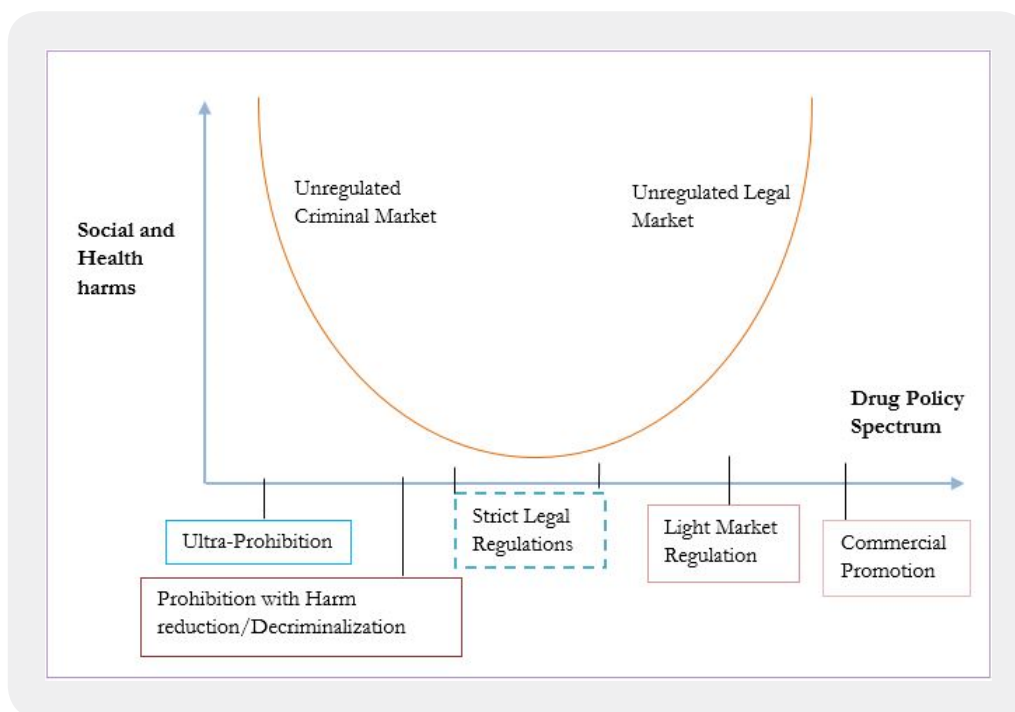 Unregulated
Criminal Market
Unregulated Legal
Market
Social and
Health
harms
Drug Policy
Spectrum
Ultra-Prohibition
Strict Legal
Regulations
Light Market
Regulation
Commercial
Promotion
Prohibition with Harm
reduction/Decriminalization